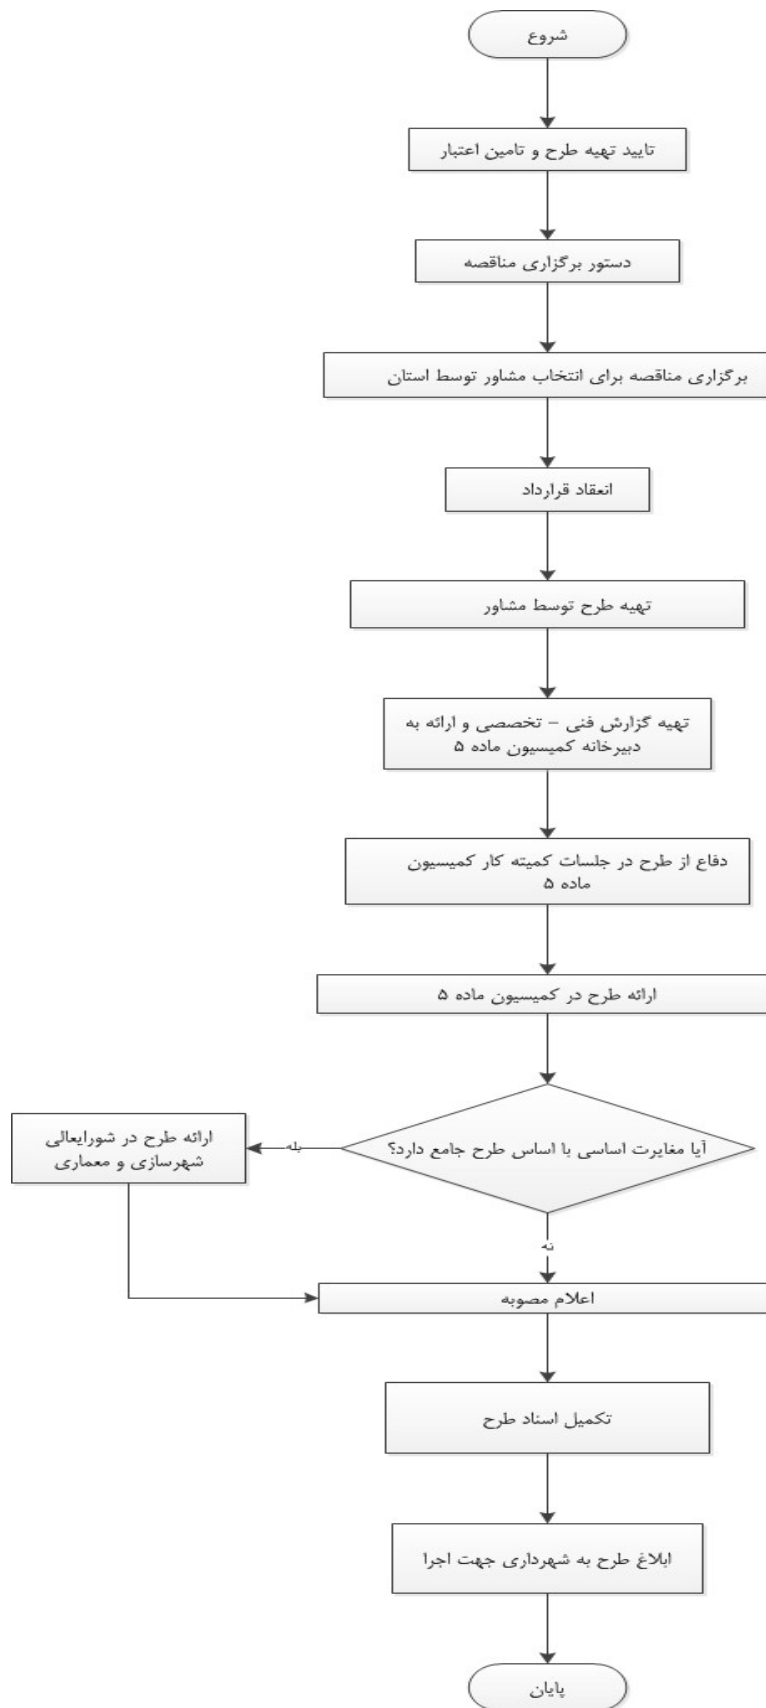 شروع
تایید تهیه طرح و تامین اعتبار
دستور برگزاری مناقصه
برگزاری مناقصه برای انتخاب مشاور توسط استان
انعقاد قرارداد
تهیه طرح توسط مشاور
تهیه گزارش فنی – تخصصی و ارائه به
دبیرخانه کمیسیون ماده ۵
دفاع از طرح در جلسات کمیته کار کمیسیون
ماده ۵
ارائه طرح در کمیسیون ماده ۵
آیا مغایرت اساسی با اساس طرح جامع دارد؟
بله
ارائه طرح در شورایعالی
شهرسازی و معماری
نه
اعلام مصوبه
تکمیل اسناد طرح
ابلاغ طرح به شهرداری جهت اجرا
پایان